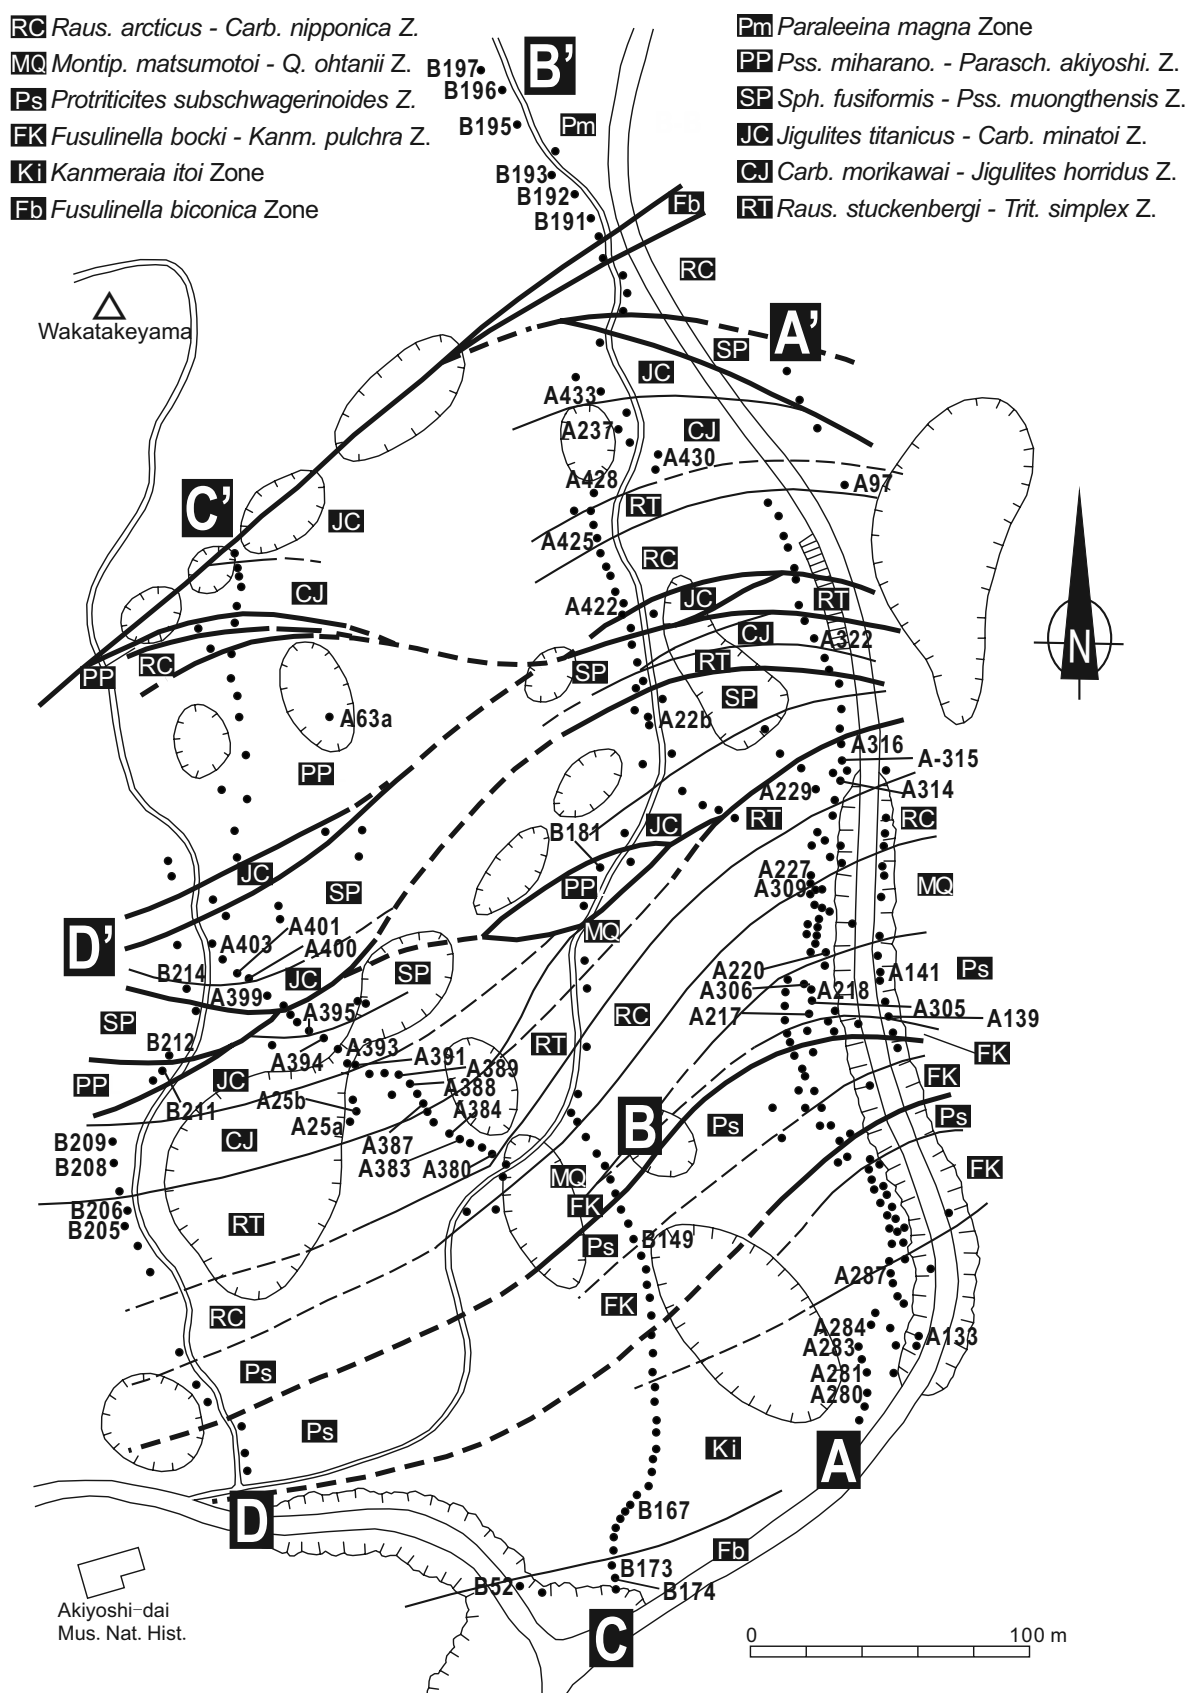 RC Raus. arcticus - Carb. nipponica Z.
MQ Montip. matsumotoi - Q. ohtanii Z.
Ps Protriticites subschwagerinoides Z.
FK Fusulinella bocki - Kanm. pulchra Z.
Ki Kanmeraia itoi Zone
Fb Fusulinella biconica Zone
Pm Paraleeina magna Zone
PP Pss. miharano. - Parasch. akiyoshi. Z.
SP Sph. fusiformis - Pss. muongthensis Z.
JC Jigulites titanicus - Carb. minatoi Z.
CJ Carb. morikawai - Jigulites horridus Z.
RT Raus. stuckenbergi - Trit. simplex Z.
B197
B'
B196
B195
Pm
B193
B192
B191
Fb
RC
Wakatakeyama
A'
SP
JC
A433
A237
CJ
A430
A428
A97
C'
RT
JC
A425
RC
CJ
A422
JC
RT
CJ
A322
N
RC
PP
SP
RT
SP
A63a
A22b
A316
A-315
PP
A229
A314
B181
JC
RT
RC
JC
SP
PP
A227
A309
MQ
D'
A401
A403
A400
MQ
B214
JC
SP
A220
A141
Ps
A399
A306
A218
SP
A395
RC
A217
A305
A139
B212
A394
A393
RT
FK
A391
A389
PP
JC
A388
FK
B211
A25b
A384
A25a
B
Ps
Ps
B209
CJ
A387
B208
A383
A380
MQ
FK
B206
RT
FK
B205
Ps
B149
A287
RC
FK
A284
A283
A133
Ps
A281
A280
Ps
Ki
A
D
B167
Fb
B173
B52
B174
Akiyoshi-dai
Mus. Nat. Hist.
C
0
100 m